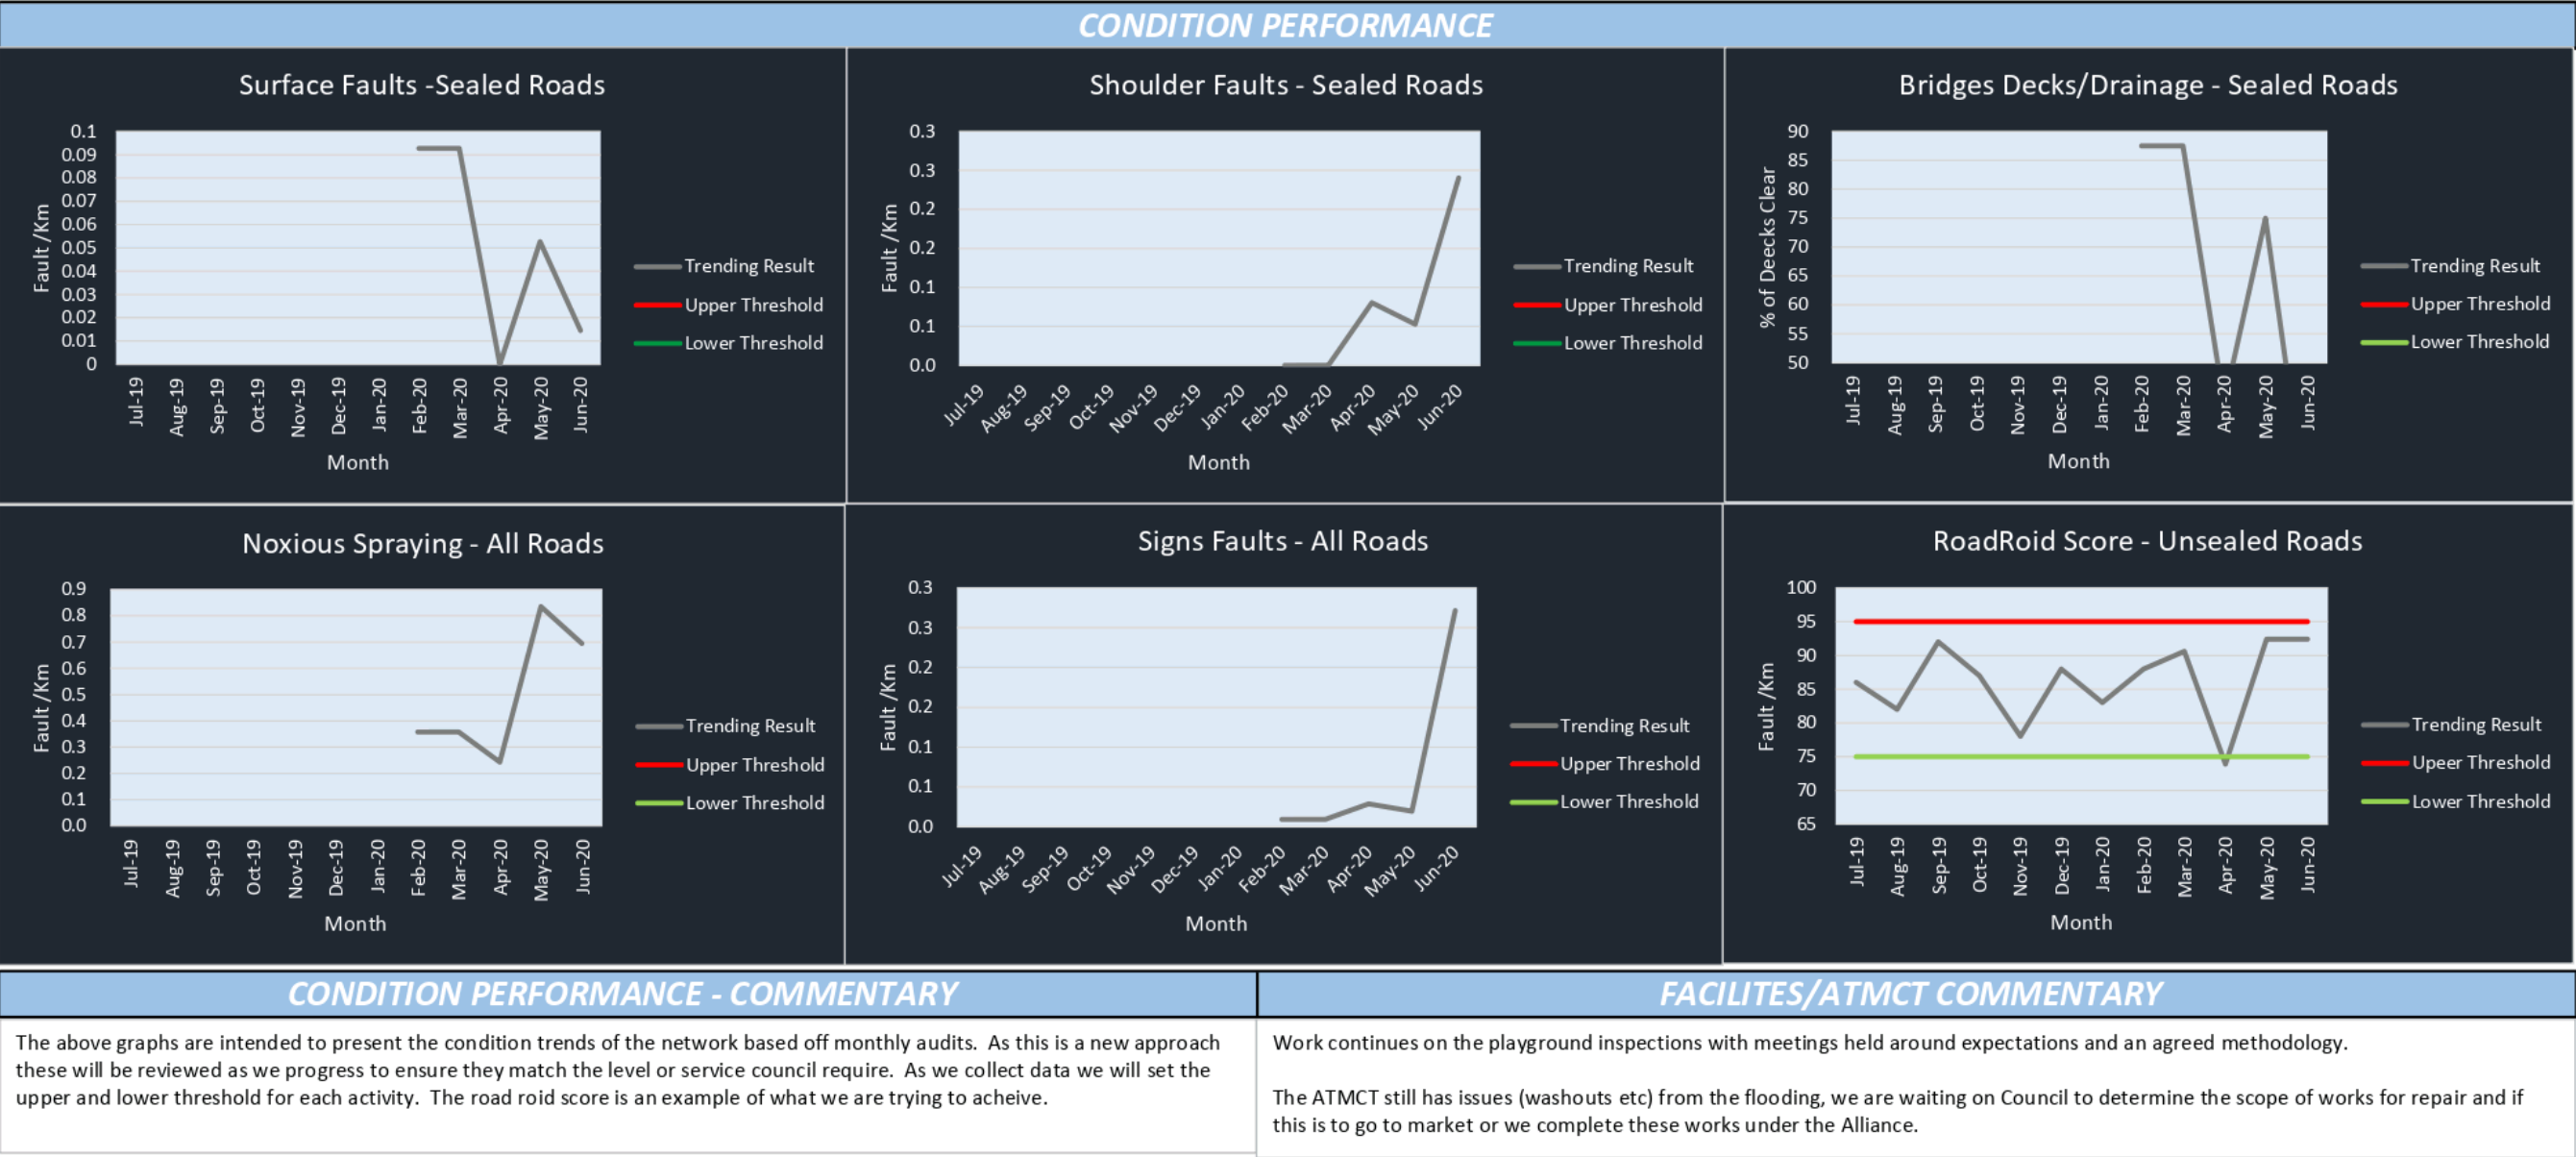 CONDITION PERFORMANCE
Surface Faults -Sealed Roads
0.1
0.09
0.08
0.07
0.06
0.05
0.04
0.03
0.02
0.01
0
Fault /Km
Jul-19
Aug-19
Sep-19
Oct-19
Nov-19
Dec-19
Jan-20
Feb-20
Mar-20
Apr-20
May-20
Jun-20
Month
Trending Result
Upper Threshold
Lower Threshold
Shoulder Faults - Sealed Roads
0.3
0.3
0.2
0.2
0.1
0.1
0.0
Fault /Km
Jul-19
Aug-19
Sep-19
Oct-19
Nov-19
Dec-19
Jan-20
Feb-20
Mar-20
Apr-20
May-20
Jun-20
Month
Trending Result
Upper Threshold
Lower Threshold
Bridges Decks/Drainage - Sealed Roads
90
85
80
75
70
65
60
55
50
% of Deecks Clear
Jul-19
Aug-19
Sep-19
Oct-19
Nov-19
Dec-19
Jan-20
Feb-20
Mar-20
Apr-20
May-20
Jun-20
Month
Trending Result
Upper Threshold
Lower Threshold
Noxious Spraying - All Roads
0.9
0.8
0.7
0.6
0.5
0.4
0.3
0.2
0.1
0.0
Fault /Km
Jul-19
Aug-19
Sep-19
Oct-19
Nov-19
Dec-19
Jan-20
Feb-20
Mar-20
Apr-20
May-20
Jun-20
Month
Trending Result
Upper Threshold
Lower Threshold
Signs Faults - All Roads
0.3
0.3
0.2
0.2
0.1
0.1
0.0
Fault /Km
Jul-19
Aug-19
Sep-19
Oct-19
Nov-19
Dec-19
Jan-20
Feb-20
Mar-20
Apr-20
May-20
Jun-20
Month
Trending Result
Upper Threshold
Lower Threshold
RoadRoid Score - Unsealed Roads
100
95
90
85
80
75
70
65
Fault /Km
Jul-19
Aug-19
Sep-19
Oct-19
Nov-19
Dec-19
Jan-20
Feb-20
Mar-20
Apr-20
May-20
Jun-20
Month
Trending Result
Upeer Threshold
Lower Threshold
CONDITION PERFORMANCE - COMMENTARY
The above graphs are intended to present the condition trends of the network based off monthly audits. As this is a new approach
these will be reviewed as we progress to ensure they match the level or service council require. As we collect data we will set the
upper and lower threshold for each activity. The road roid score is an example of what we are trying to acheive.
FACILITES/ATMCT COMMENTARY
Work continues on the playground inspections with meetings held around expectations and an agreed methodology.
The ATMCT still has issues (washouts etc) from the flooding, we are waiting on Council to determine the scope of works for repair and if
this is to go to market or we complete these works under the Alliance.